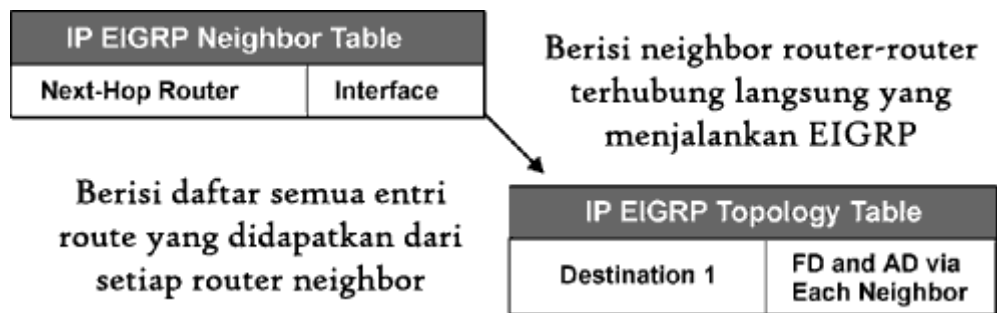 IP EIGRP Neighbor Table
Next-Hop Router Interface
Berisi neighbor router-router
terhubung langsung yang
menjalankan EIGRP
Berisi daftar semua entri
route yang didapatkan dari
setiap router neighbor
IP EIGRP Topology Table
Destination 1
FD and AD via
Each Neighbor